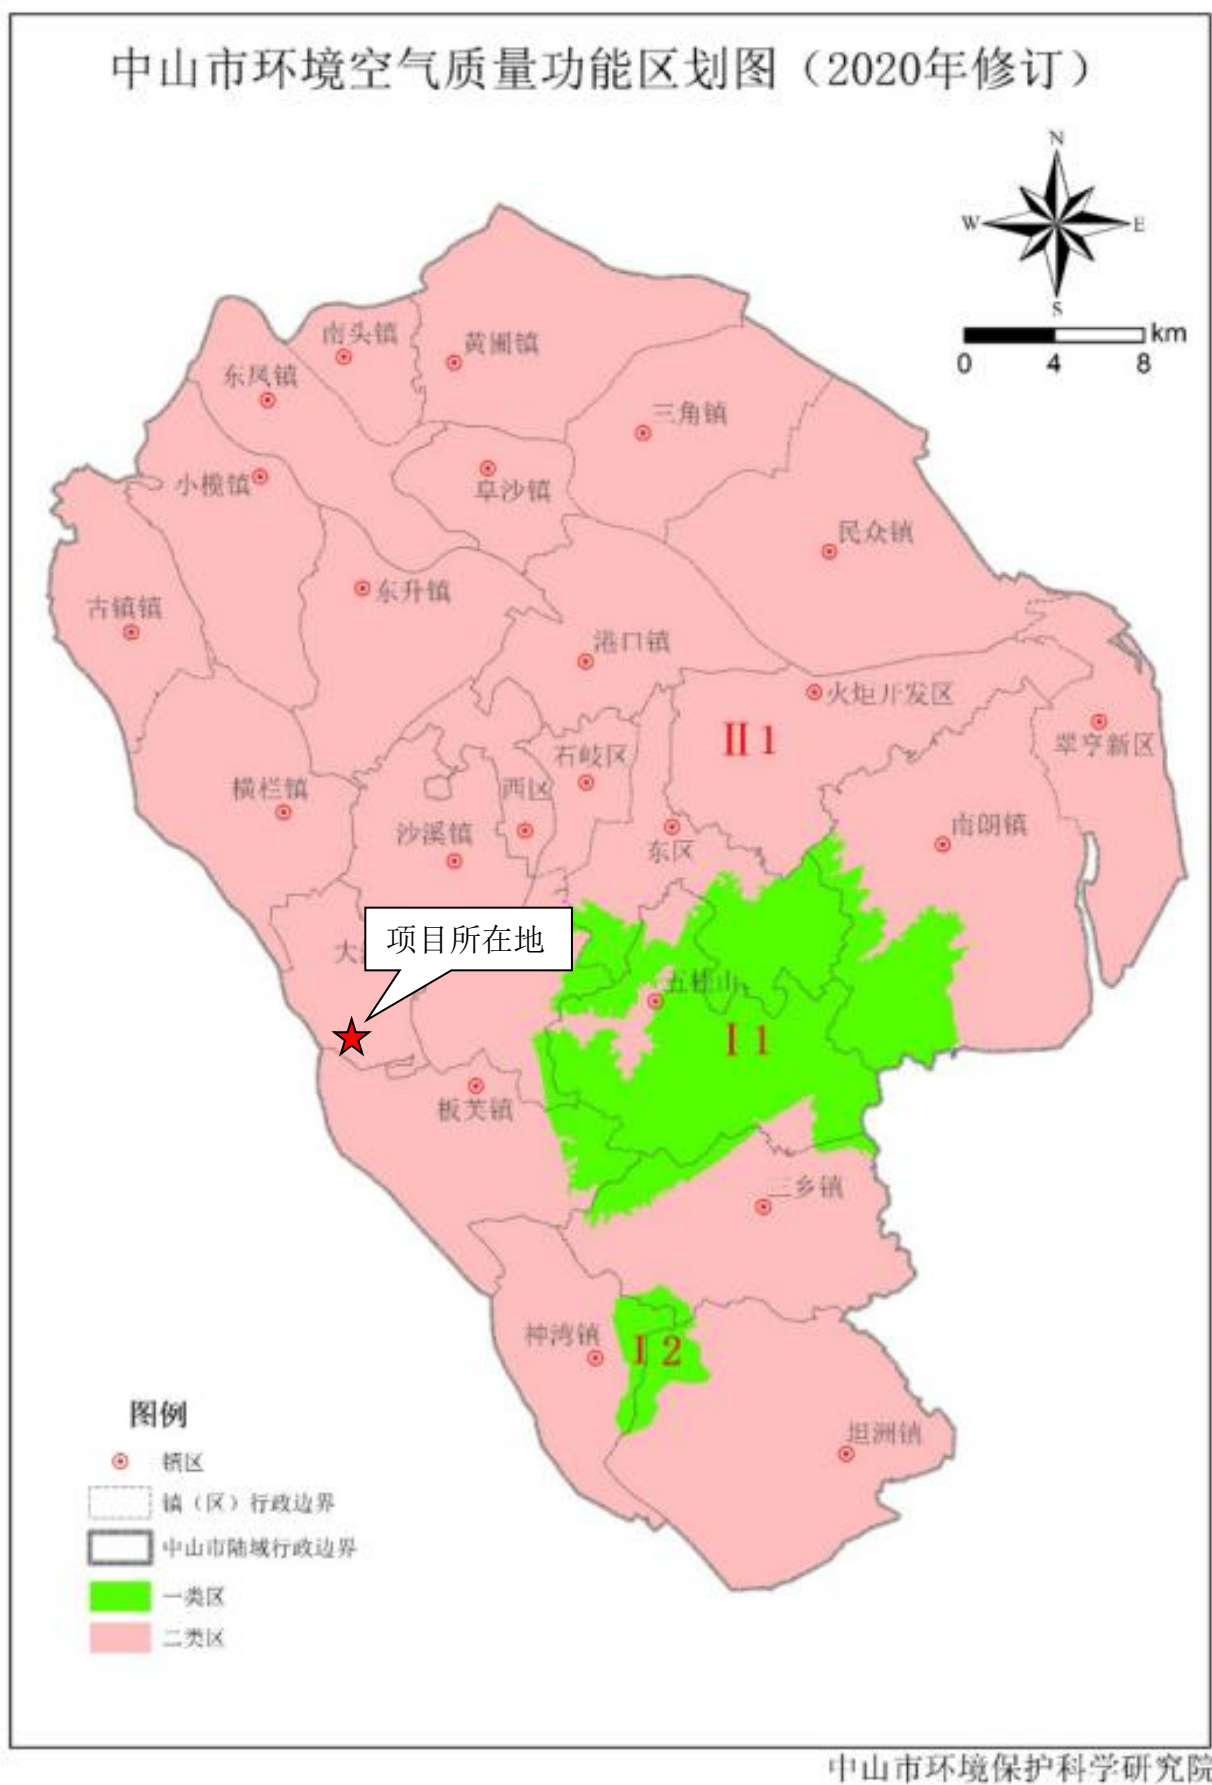 中山市环境空气质量功能区划图（2020年修订）
N
W
E
S
km
0 4 8
南头镇
黄圃镇
东凤镇
三角镇
小榄镇
阜沙镇
民众镇
东升镇
古镇镇
港口镇
火炬开发区
II 1
翠亨新区
石岐区
横栏镇
西区
沙溪镇
南朗镇
东区
项目所在地
大
五桂山
I 1
板芙镇
三乡镇
神湾镇
I 2
坦洲镇
图例
镇区
镇（区）行政边界
中山市陆域行政边界
一类区
二类区
中山市环境保护科学研究院